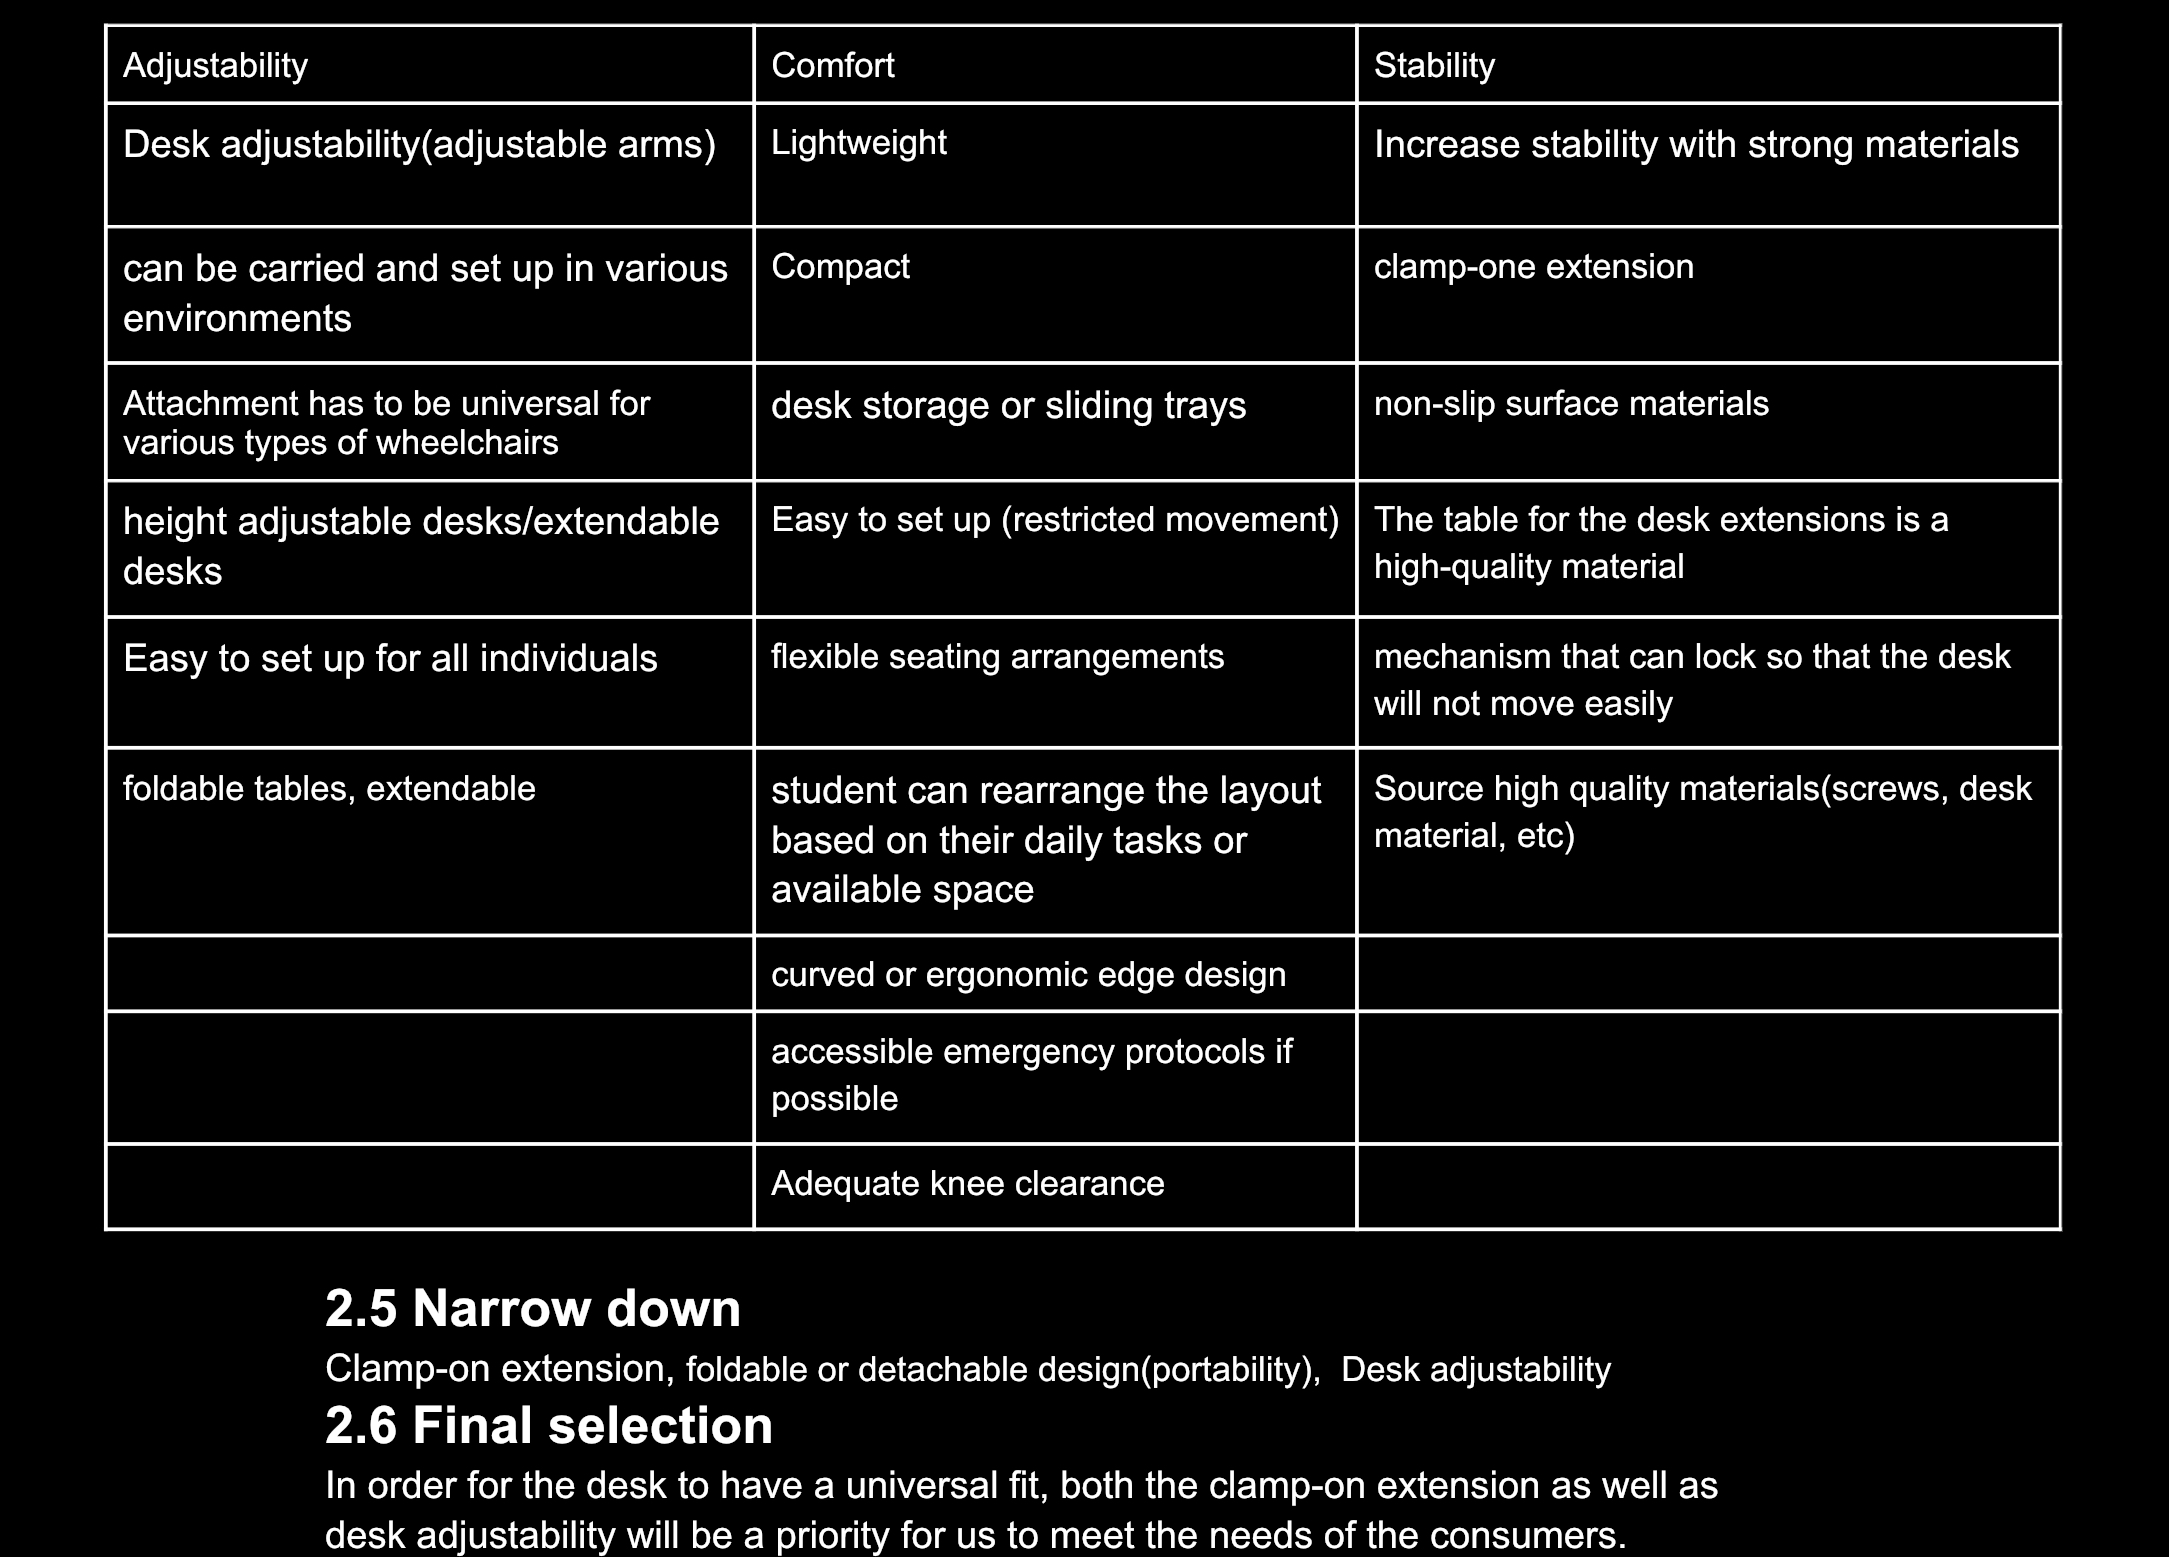 Adjustability Comfort Stability
Desk adjustability(adjustable arms) Lightweight Increase stability with strong materials
can be carried and set up in various
environments
Compact
clamp-one extension
Attachment has to be universal for
various types of wheelchairs
desk storage or sliding trays
non-slip surface materials
height adjustable desks/extendable
desks
Easy to set up (restricted movement)
The table for the desk extensions is a
high-quality material
Easy to set up for all individuals
flexible seating arrangements
mechanism that can lock so that the desk
will not move easily
foldable tables, extendable
student can rearrange the layout
based on their daily tasks or
available space
Source high quality materials(screws, desk
material, etc)
curved or ergonomic edge design
accessible emergency protocols if
possible
Adequate knee clearance
2.5 Narrow down
Clamp-on extension, foldable or detachable design(portability), Desk adjustability
2.6 Final selection
In order for the desk to have a universal fit, both the clamp-on extension as well as
desk adjustability will be a priority for us to meet the needs of the consumers.